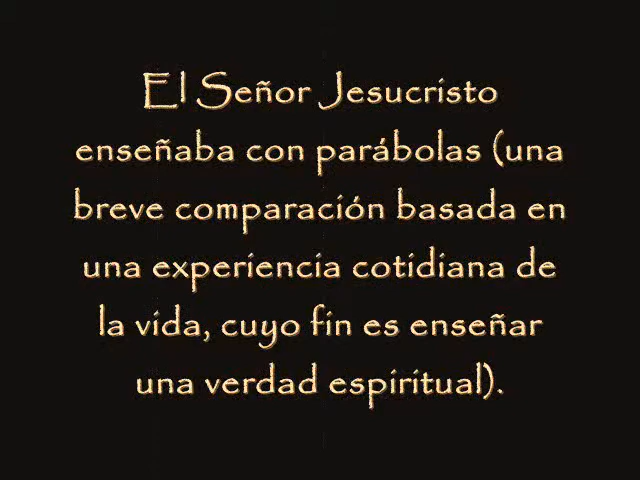 El Señor Jesucristo
enseñaba con parábolas (una
breve comparación basada en
una experiencia cotidiana de
la vida, cuyo fin es enseñar
una verdad espiritual).